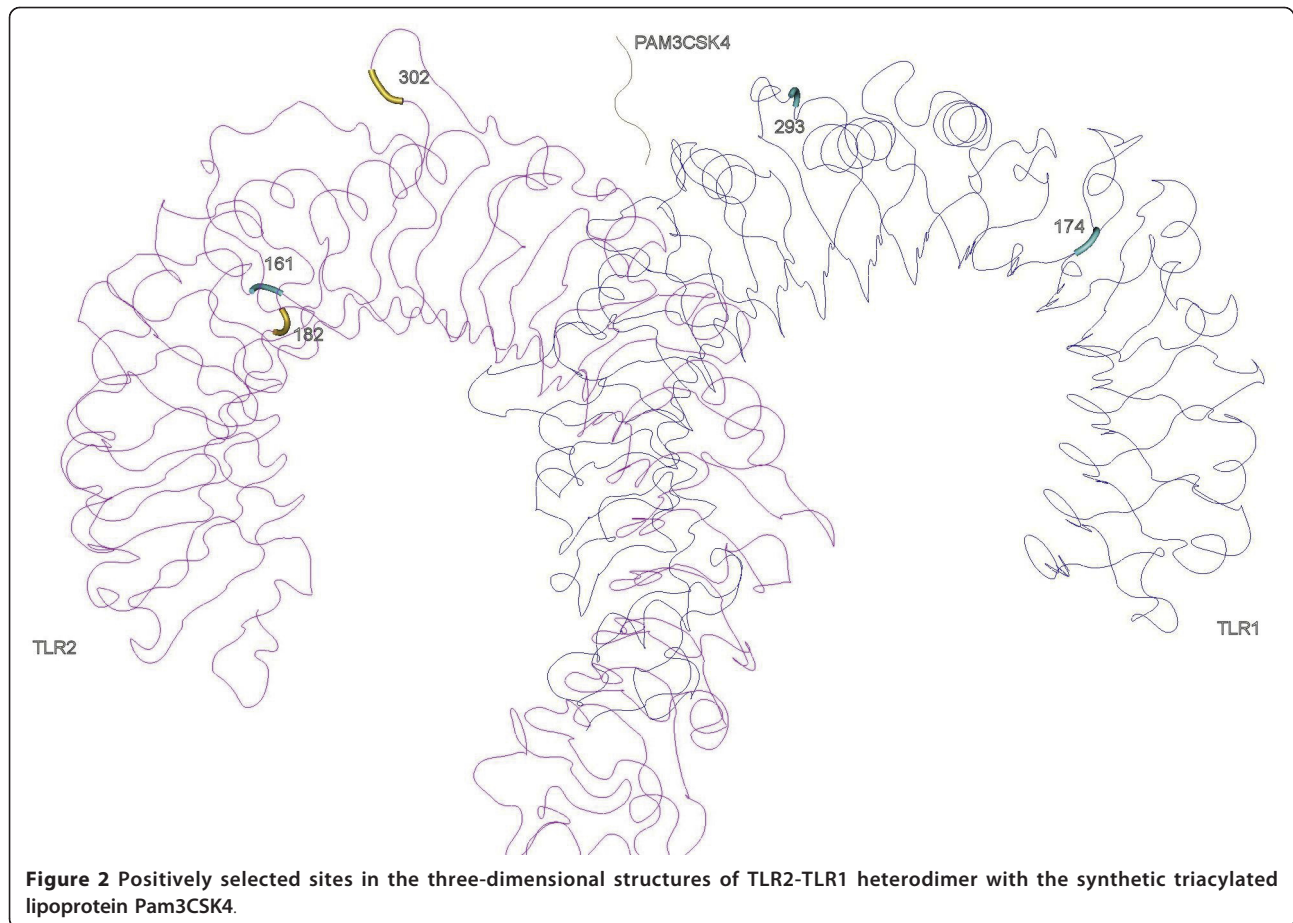 PAM3CSK4
302
293
174
161
182
TLR2
TLR1
Figure 2 Positively selected sites in the three-dimensional structures of TLR2-TLR1 heterodimer with the synthetic triacylated
lipoprotein Pam3CSK4.